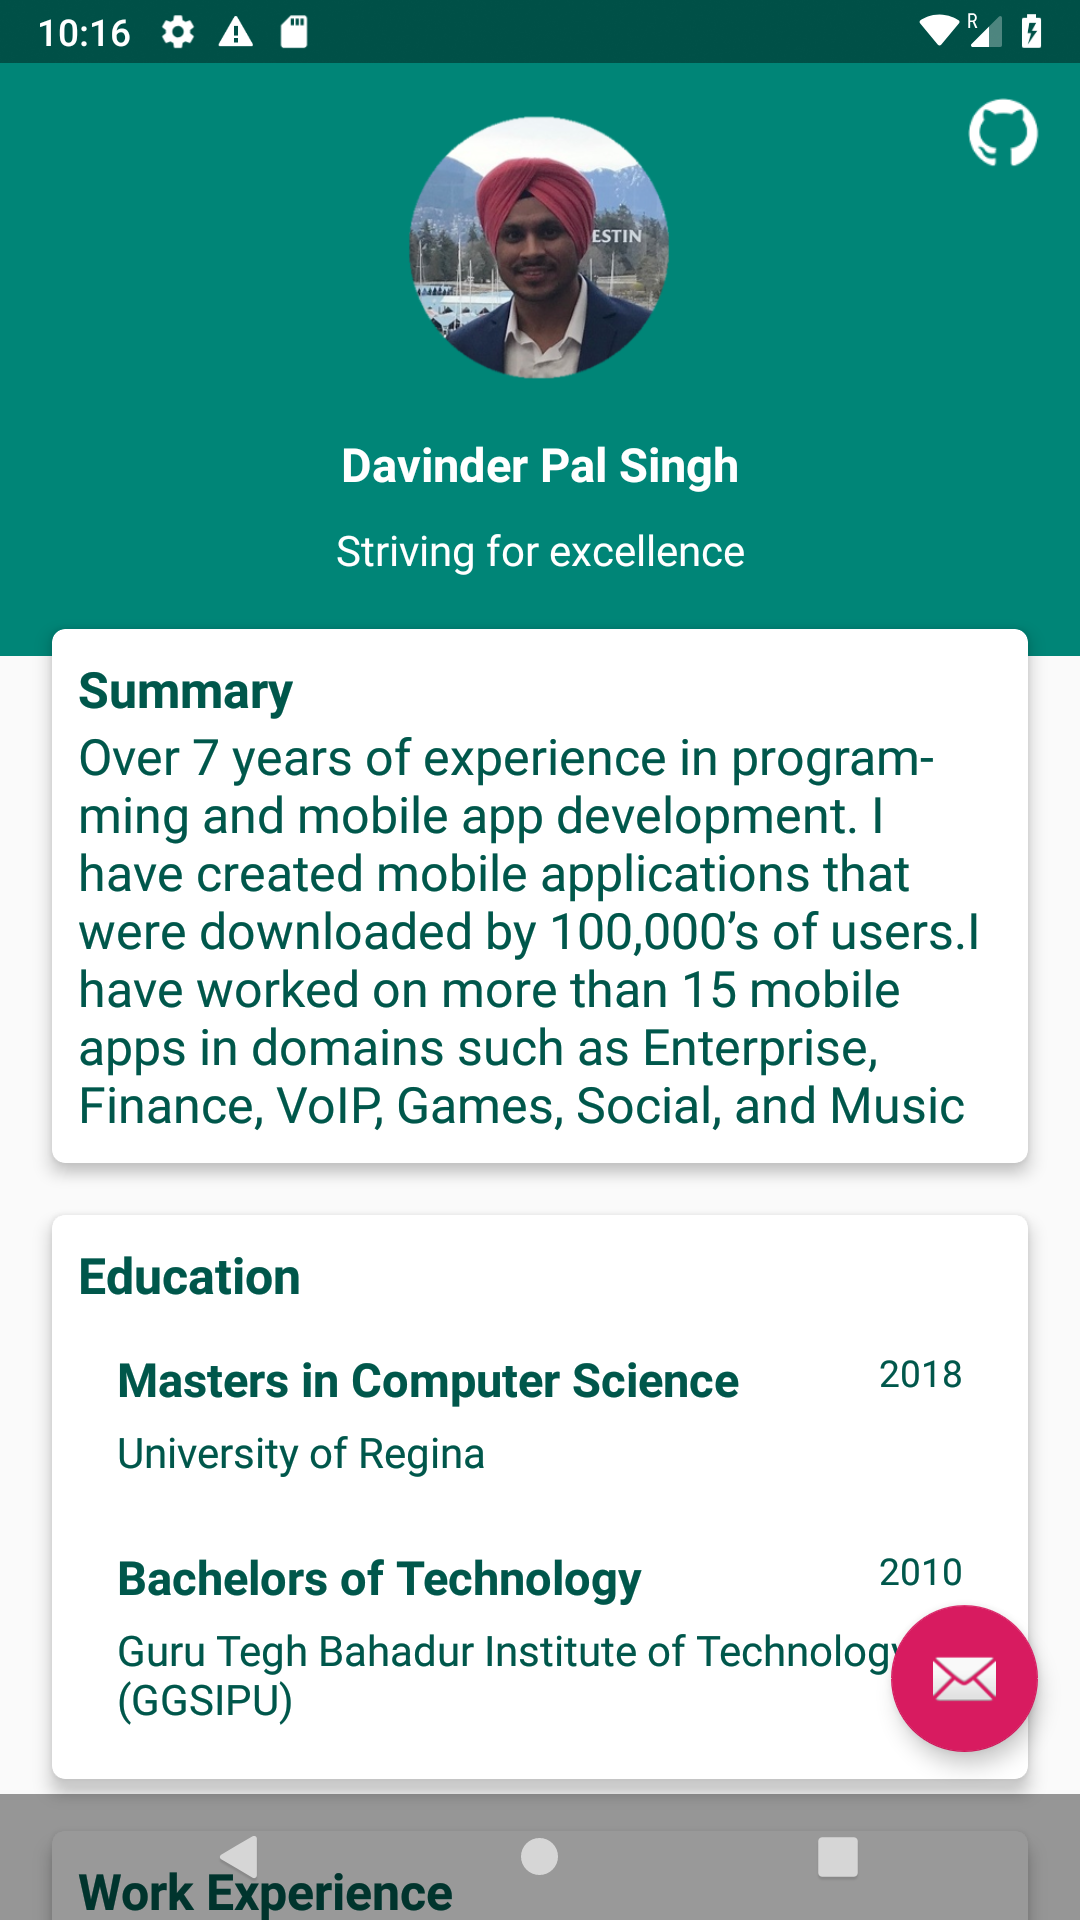 10:16
R
ESTIN
Davinder Pal Singh
Striving for excellence
Summary
Over 7 years of experience in program-
ming and mobile app development. I
have created mobile applications that
were downloaded by 100,000’s of users.I
have worked on more than 15 mobile
apps in domains such as Enterprise,
Finance, VoIP, Games, Social, and Music
Education
Masters in Computer Science 2018
University of Regina
Bachelors of Technology 2010
Guru Tegh Bahadur Institute of Technology
(GGSIPU)
Work Experience